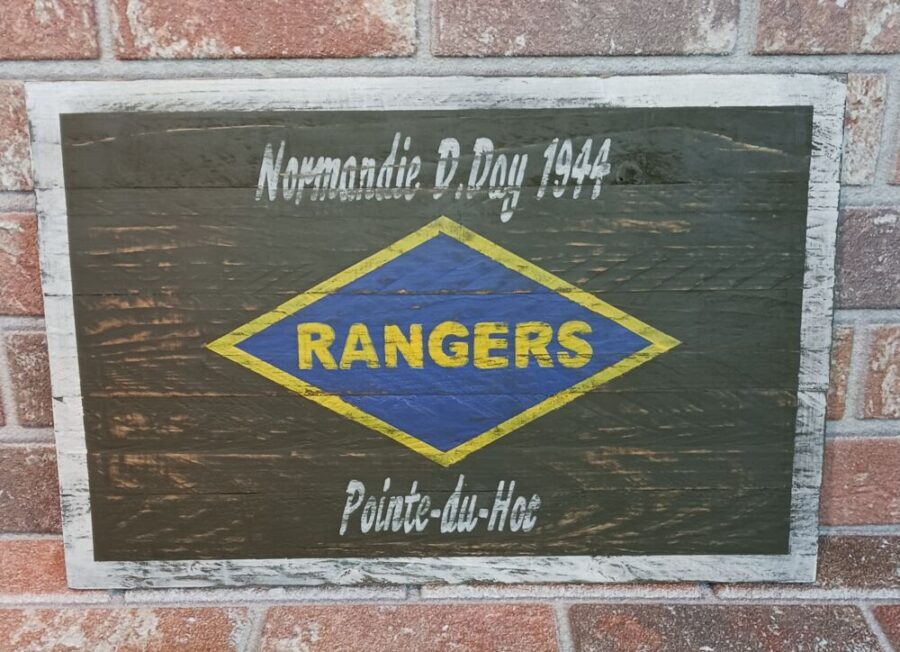 Normandie D.Day 1944
RANGERS
Pointe-du-Hoc